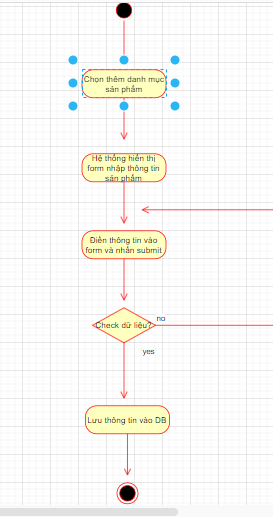 Chọn thêm danh mục
sản phẩm
Hệ thống hiển thị
form nhập thông tin
sản phẩm
Điền thông tin vào
form và nhấn submit
Check dữ liệu?
no
yes
Lưu thông tin vào DB